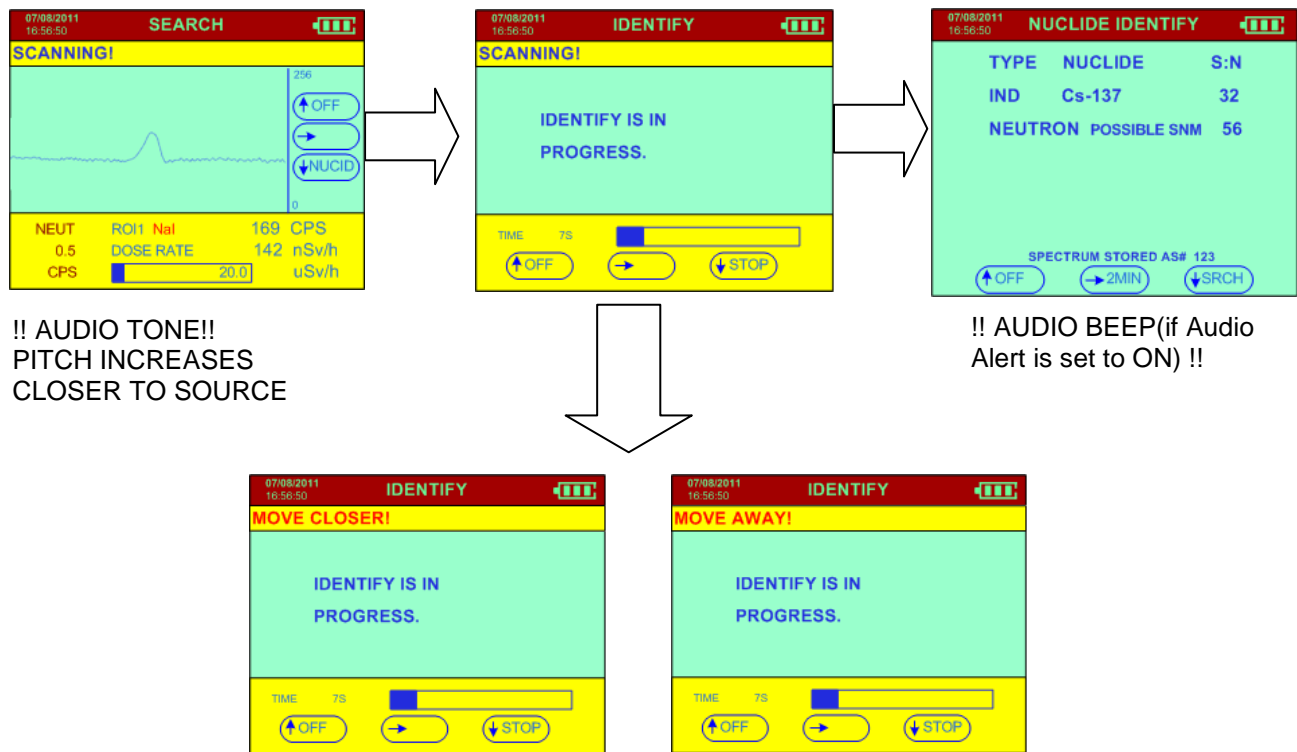 07/08/2011
16:56:50
SEARCH
SCANNING!
256
OFF
NUCID
0
NEUT ROI1 NaI 169 CPS
0.5 DOSE RATE 142 nSv/h
CPS 20.0 uSv/h
!! AUDIO TONE!!
PITCH INCREASES
CLOSER TO SOURCE
07/08/2011
16:56:50
IDENTIFY
SCANNING!
IDENTIFY IS IN
PROGRESS.
TIME 7S
OFF STOP
07/08/2011
16:56:50
NUCLIDE IDENTIFY
TYPE NUCLIDE S:N
IND Cs-137 32
NEUTRON POSSIBLE SNM 56
SPECTRUM STORED AS# 123
OFF 2MIN SRCH
!! AUDIO BEEP(if Audio
Alert is set to ON) !!
07/08/2011
16:56:50
IDENTIFY
MOVE CLOSER!
IDENTIFY IS IN
PROGRESS.
TIME 7S
OFF STOP
07/08/2011
16:56:50
IDENTIFY
MOVE AWAY!
IDENTIFY IS IN
PROGRESS.
TIME 7S
OFF STOP